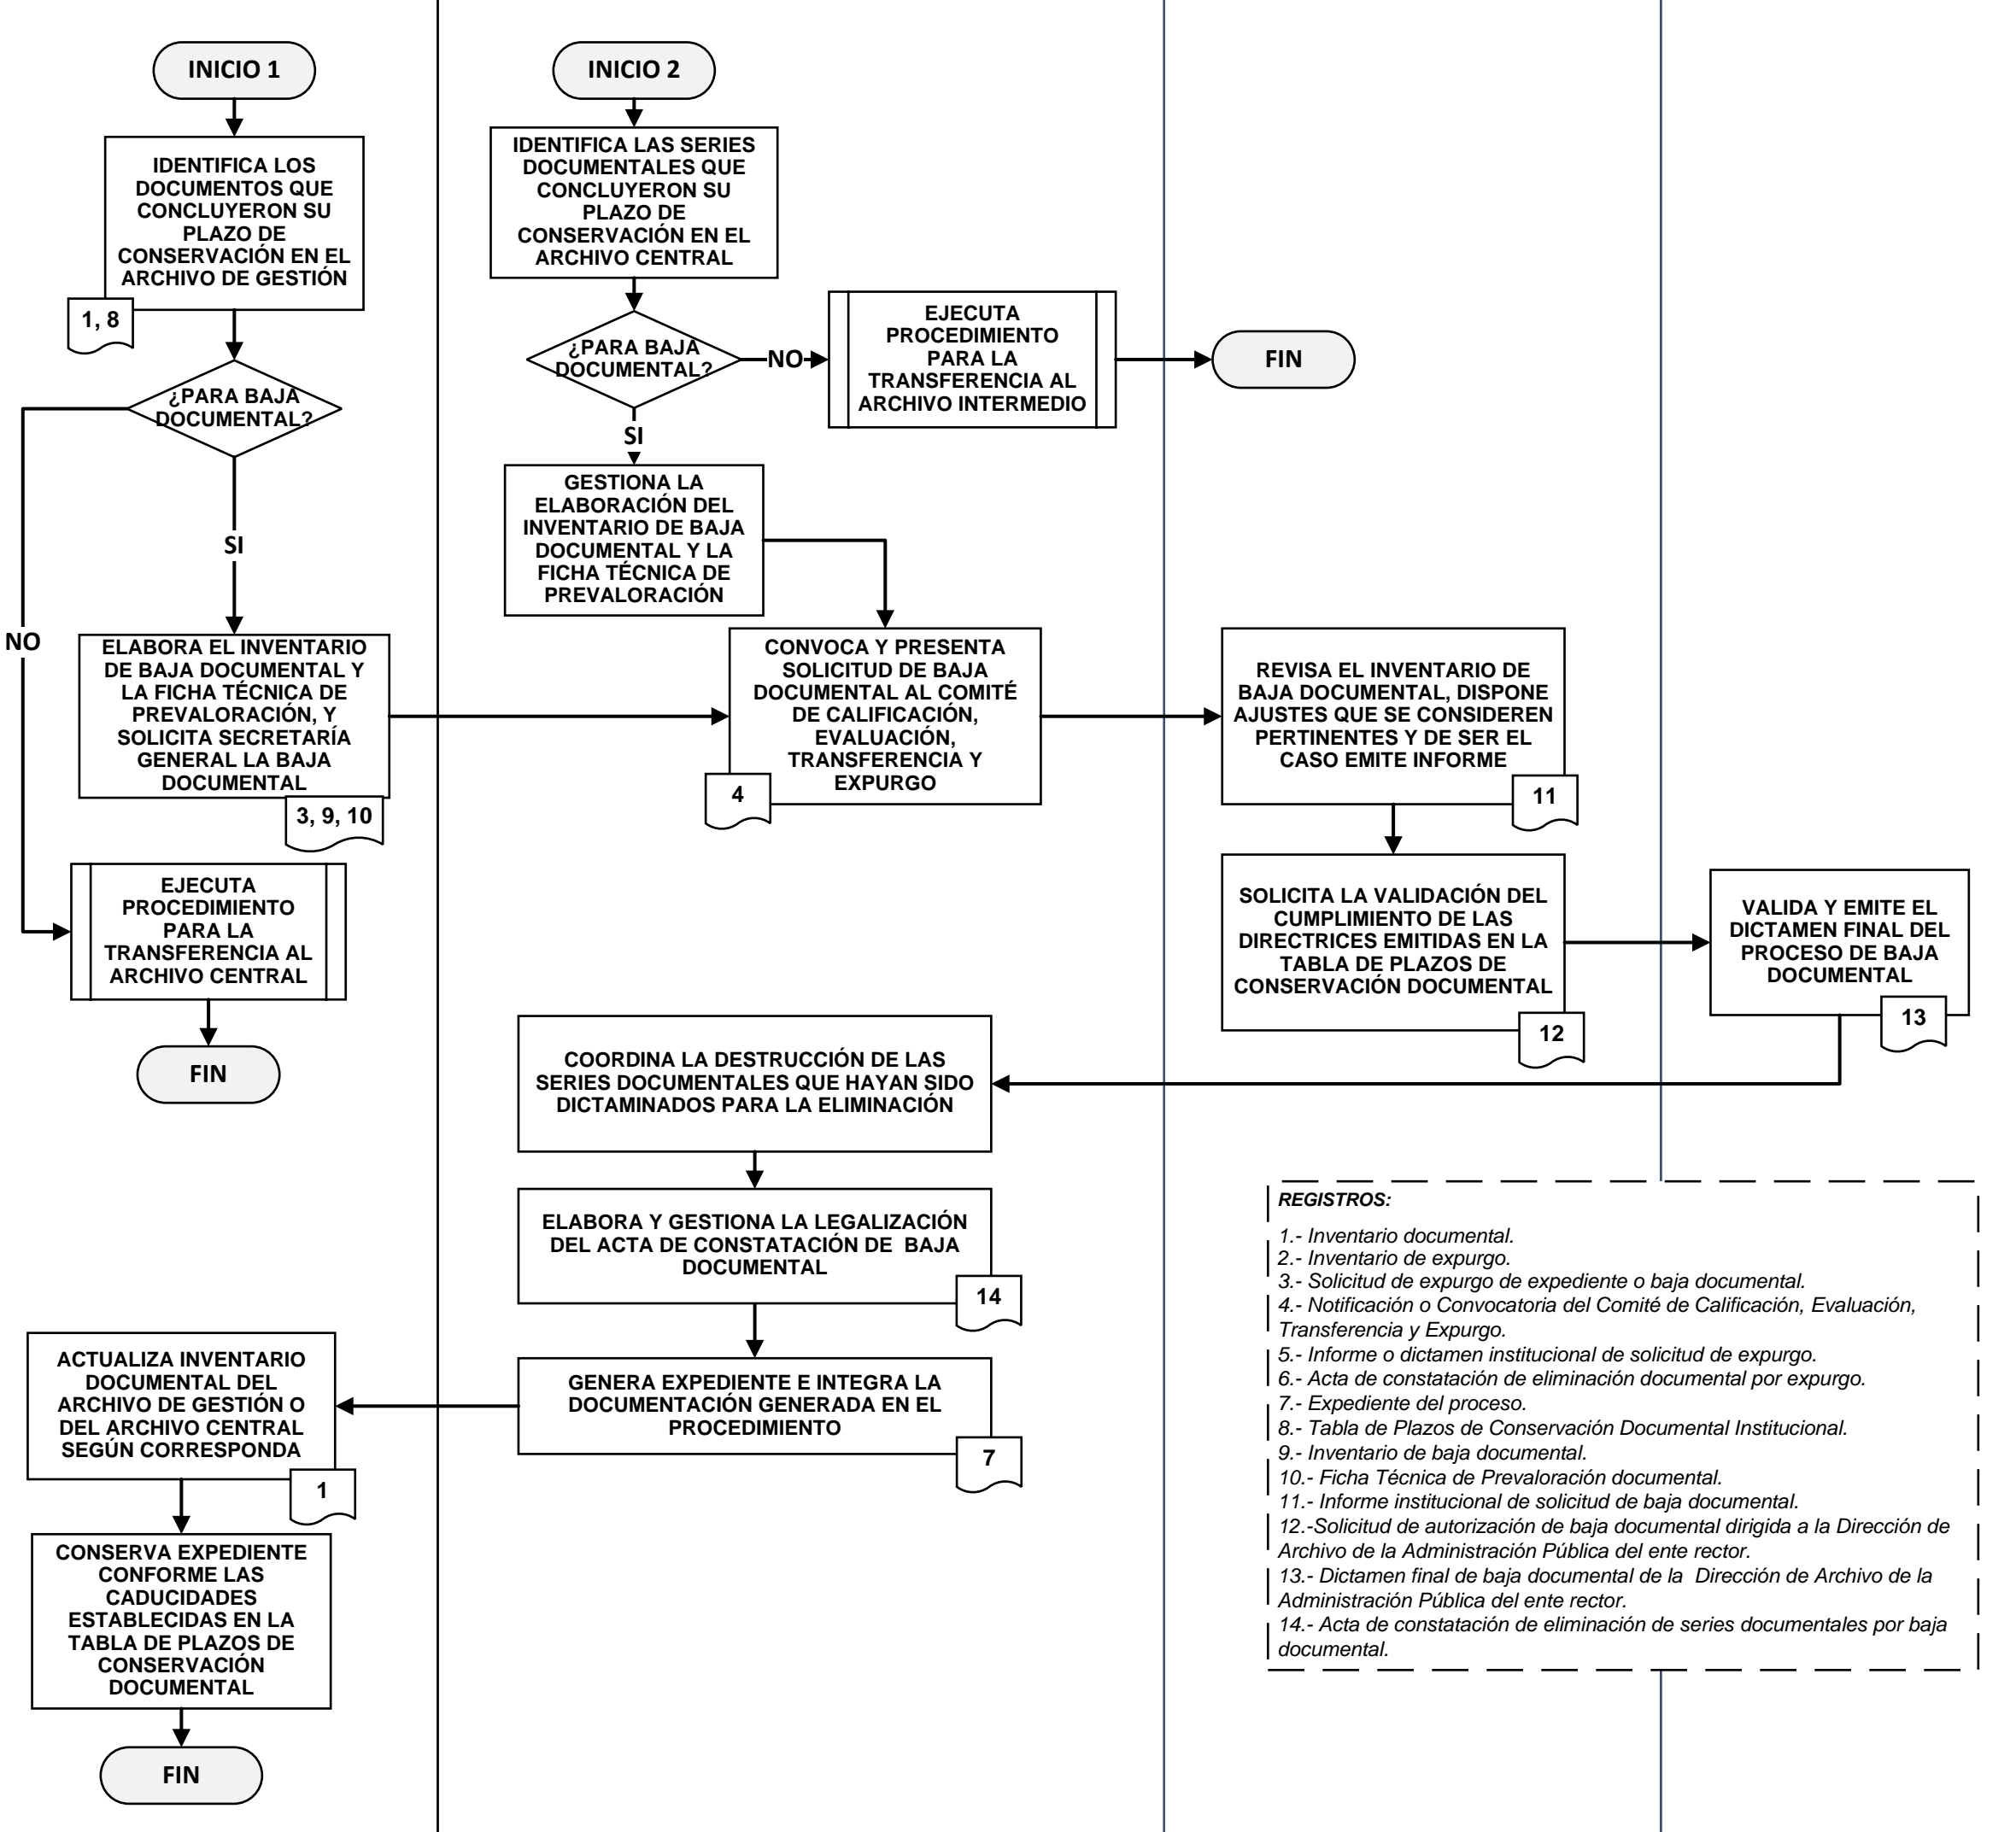 INICIO 1
IDENTIFICA LOS
DOCUMENTOS QUE
CONCLUYERON SU
PLAZO DE
CONSERVACIÓN EN EL
ARCHIVO DE GESTIÓN
1, 8
¿PARA BAJA
DOCUMENTAL?
SI
NO
ELABORA EL INVENTARIO
DE BAJA DOCUMENTAL Y
LA FICHA TÉCNICA DE
PREVALORACIÓN, Y
SOLICITA SECRETARÍA
GENERAL LA BAJA
DOCUMENTAL
3, 9, 10
EJECUTA
PROCEDIMIENTO
PARA LA
TRANSFERENCIA AL
ARCHIVO CENTRAL
FIN
INICIO 2
IDENTIFICA LAS SERIES
DOCUMENTALES QUE
CONCLUYERON SU
PLAZO DE
CONSERVACIÓN EN EL
ARCHIVO CENTRAL
¿PARA BAJA
DOCUMENTAL?
NO
EJECUTA
PROCEDIMIENTO
PARA LA
TRANSFERENCIA AL
ARCHIVO INTERMEDIO
FIN
SI
GESTIONA LA
ELABORACIÓN DEL
INVENTARIO DE BAJA
DOCUMENTAL Y LA
FICHA TÉCNICA DE
PREVALORACIÓN
CONVOCA Y PRESENTA
SOLICITUD DE BAJA
DOCUMENTAL AL COMITÉ
DE CALIFICACIÓN,
EVALUACIÓN,
TRANSFERENCIA Y
EXPURGO
4
REVISA EL INVENTARIO DE
BAJA DOCUMENTAL, DISPONE
AJUSTES QUE SE CONSIDEREN
PERTINENTES Y DE SER EL
CASO EMITE INFORME
11
SOLICITA LA VALIDACIÓN DEL
CUMPLIMIENTO DE LAS
DIRECTRICES EMITIDAS EN LA
TABLA DE PLAZOS DE
CONSERVACIÓN DOCUMENTAL
12
VALIDA Y EMITE EL
DICTAMEN FINAL DEL
PROCESO DE BAJA
DOCUMENTAL
13
COORDINA LA DESTRUCCIÓN DE LAS
SERIES DOCUMENTALES QUE HAYAN SIDO
DICTAMINADOS PARA LA ELIMINACIÓN
ELABORA Y GESTIONA LA LEGALIZACIÓN
DEL ACTA DE CONSTATACIÓN DE BAJA
DOCUMENTAL
14
GENERA EXPEDIENTE E INTEGRA LA
DOCUMENTACIÓN GENERADA EN EL
PROCEDIMIENTO
7
ACTUALIZA INVENTARIO
DOCUMENTAL DEL
ARCHIVO DE GESTIÓN O
DEL ARCHIVO CENTRAL
SEGÚN CORRESPONDA
1
CONSERVA EXPEDIENTE
CONFORME LAS
CADUCIDADES
ESTABLECIDAS EN LA
TABLA DE PLAZOS DE
CONSERVACIÓN
DOCUMENTAL
FIN
REGISTROS:
1.- Inventario documental.
2.- Inventario de expurgo.
3.- Solicitud de expurgo de expediente o baja documental.
4.- Notificación o Convocatoria del Comité de Calificación, Evaluación,
Transferencia y Expurgo.
5.- Informe o dictamen institucional de solicitud de expurgo.
6.- Acta de constatación de eliminación documental por expurgo.
7.- Expediente del proceso.
8.- Tabla de Plazos de Conservación Documental Institucional.
9.- Inventario de baja documental.
10.- Ficha Técnica de Prevaloración documental.
11.- Informe institucional de solicitud de baja documental.
12.-Solicitud de autorización de baja documental dirigida a la Dirección de
Archivo de la Administración Pública del ente rector.
13.- Dictamen final de baja documental de la Dirección de Archivo de la
Administración Pública del ente rector.
14.- Acta de constatación de eliminación de series documentales por baja
documental.